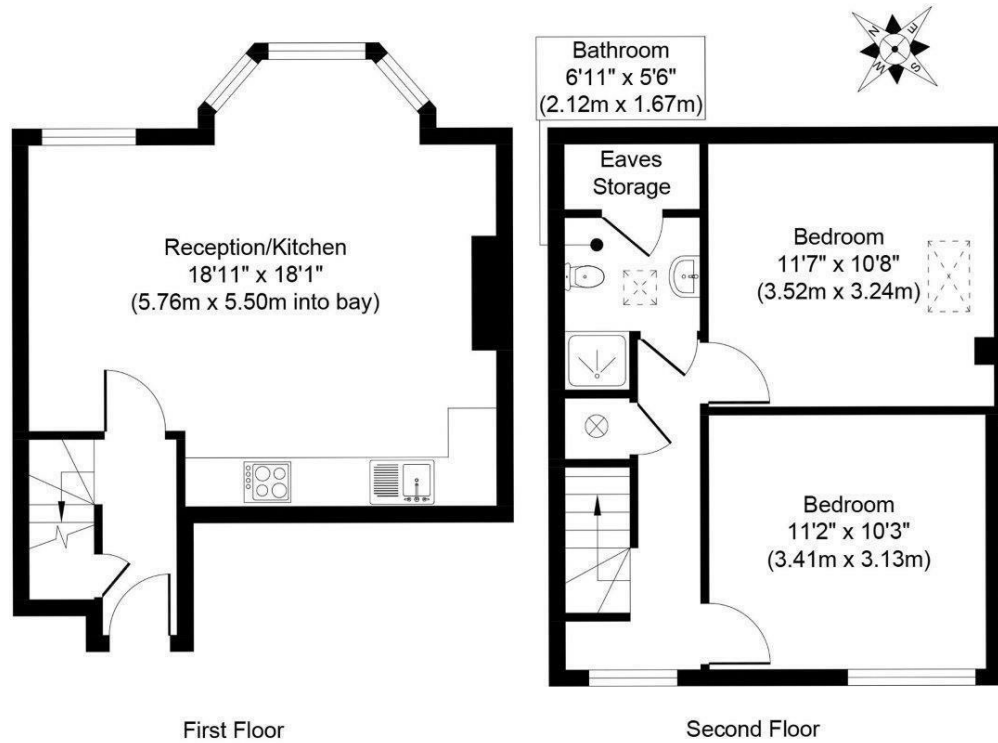 N
E
W
S
Bathroom
6'11" x 5'6"
(2.12m x 1.67m)
Eaves
Storage
Reception/Kitchen
18'11" x 18'1"
(5.76m x 5.50m into bay)
Bedroom
11'7" x 10'8"
(3.52m x 3.24m)
Bedroom
11'2" x 10'3"
(3.41m x 3.13m)
First Floor
Second Floor